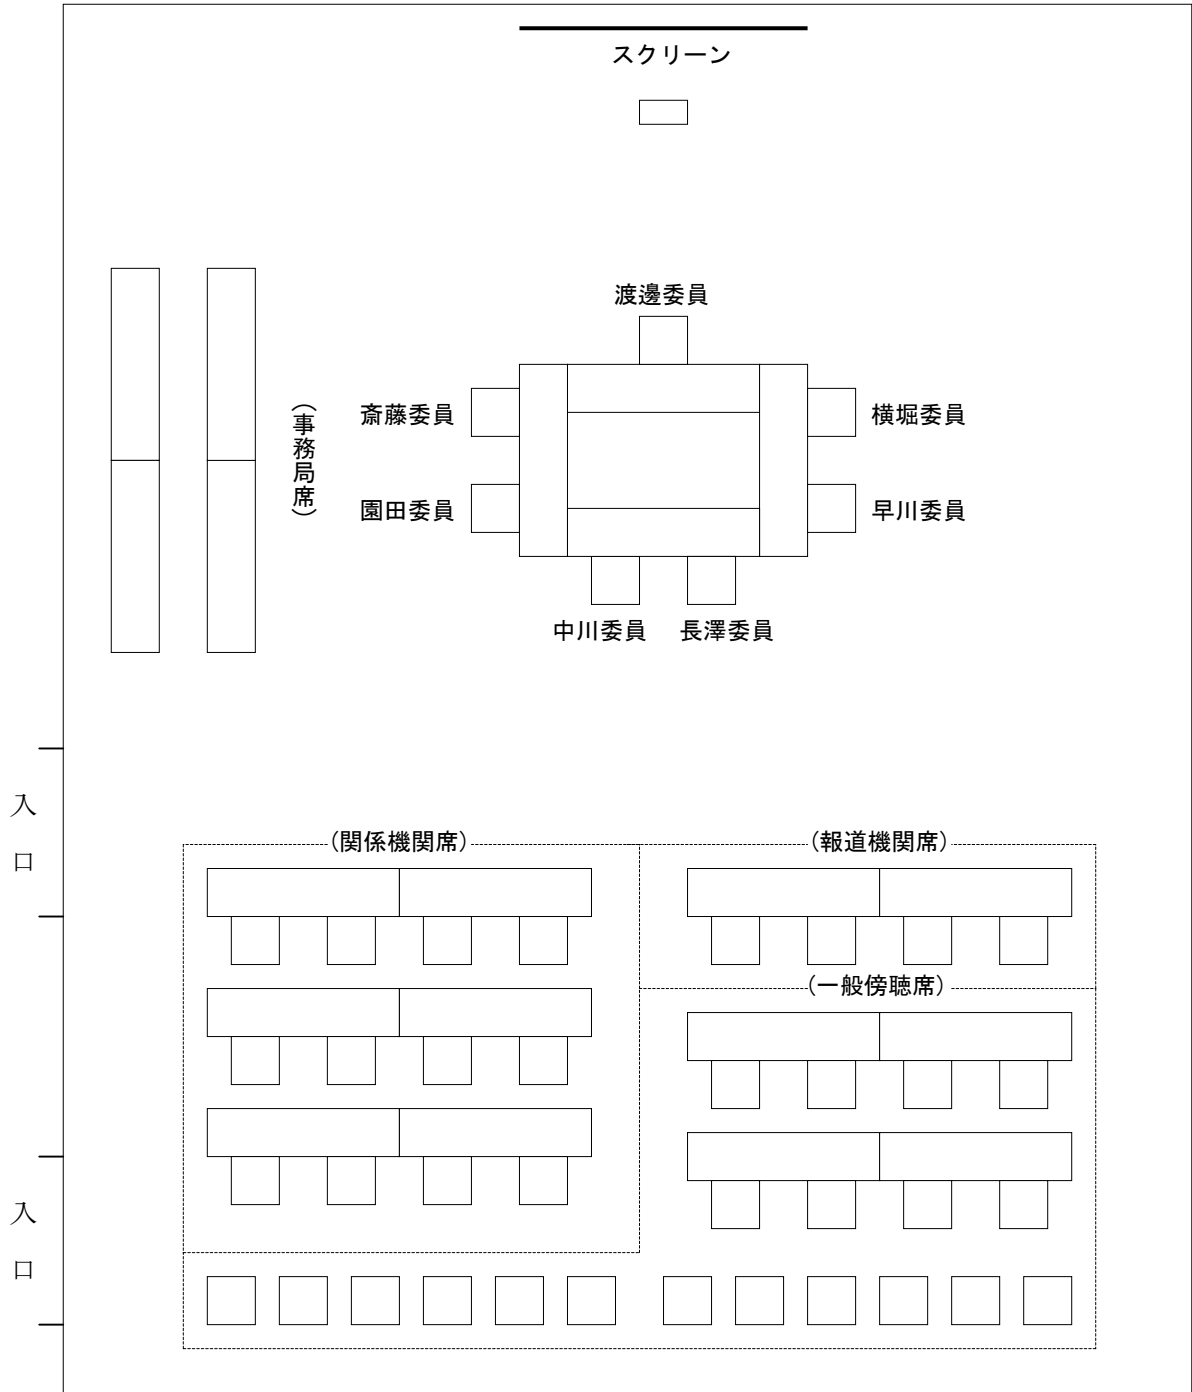 スクリーン
渡邊委員
斎藤委員
横堀委員
(事務局席)
園田委員
早川委員
中川委員
長澤委員
入口
(関係機関席)
(報道機関席)
(一般傍聴席)
入口